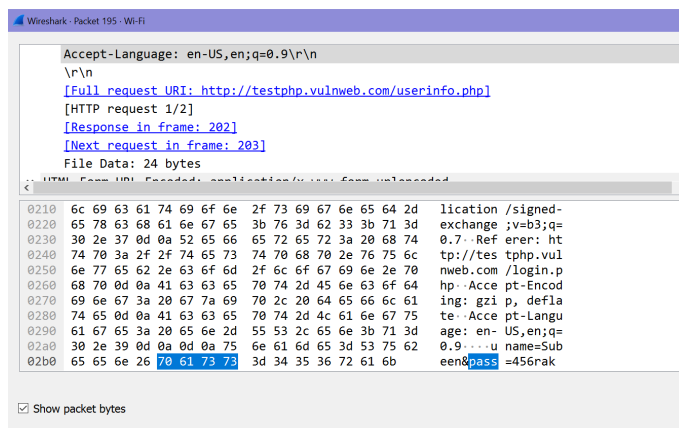 Wireshark · Packet 195 · Wi-Fi
Accept-Language: en-US,en;q=0.9\r\n
\r\n
[Full request URI: http://testphp.vulnweb.com/userinfo.php]
[HTTP request 1/2]
[Response in frame: 202]
[Next request in frame: 203]
File Data: 24 bytes
HTML Form URL Encoded: application/x-www-form-urlencoded
0210 6c 69 63 61 74 69 6f 6e 2f 73 69 67 6e 65 64 2d lication /signed-
0220 65 78 63 68 61 6e 67 65 3b 76 3d 62 33 3b 71 3d exchange ;v=b3;q=
0230 30 2e 37 0d 0a 52 65 66 65 72 65 72 3a 20 68 74 0.7··Ref erer: ht
0240 74 70 3a 2f 2f 74 65 73 74 70 68 70 2e 76 75 6c tp://tes tphp.vul
0250 6e 77 65 62 2e 63 6f 6d 2f 6c 6f 67 69 6e 2e 70 nweb.com /login.p
0260 68 70 0d 0a 41 63 63 65 70 74 2d 45 6e 63 6f 64 hp··Acce pt-Encod
0270 69 6e 67 3a 20 67 7a 69 70 2c 20 64 65 66 6c 61 ing: gzi p, defla
0280 74 65 0d 0a 41 63 63 65 70 74 2d 4c 61 6e 67 75 te··Acce pt-Langu
0290 61 67 65 3a 20 65 6e 2d 55 53 2c 65 6e 3b 71 3d age: en- US,en;q=
02a0 30 2e 39 0d 0a 0d 0a 75 6e 61 6d 65 3d 53 75 62 0.9····u name=Sub
02b0 65 65 6e 26 70 61 73 73 3d 34 35 36 72 61 6b een&pass =456rak
Show packet bytes